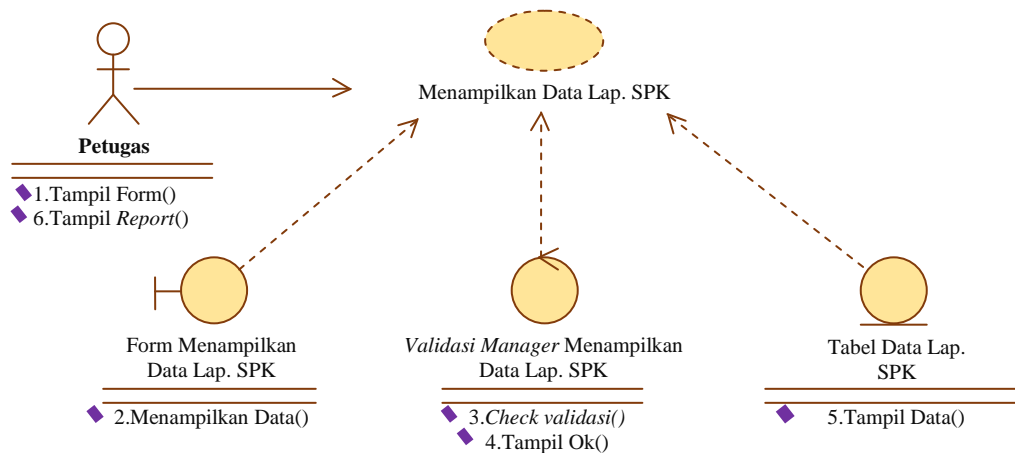 Menampilkan Data Lap. SPK
Petugas
1.Tampil Form()
6.Tampil Report()
Form Menampilkan
Data Lap. SPK
2.Menampilkan Data()
Validasi Manager Menampilkan
Data Lap. SPK
3.Check validasi()
4.Tampil Ok()
Tabel Data Lap.
SPK
5.Tampil Data()